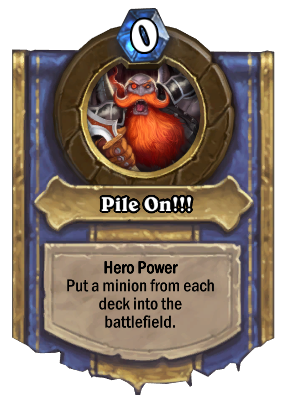 0
Pile On!!!
Hero Power
Put a minion from each
deck into the
battlefield.